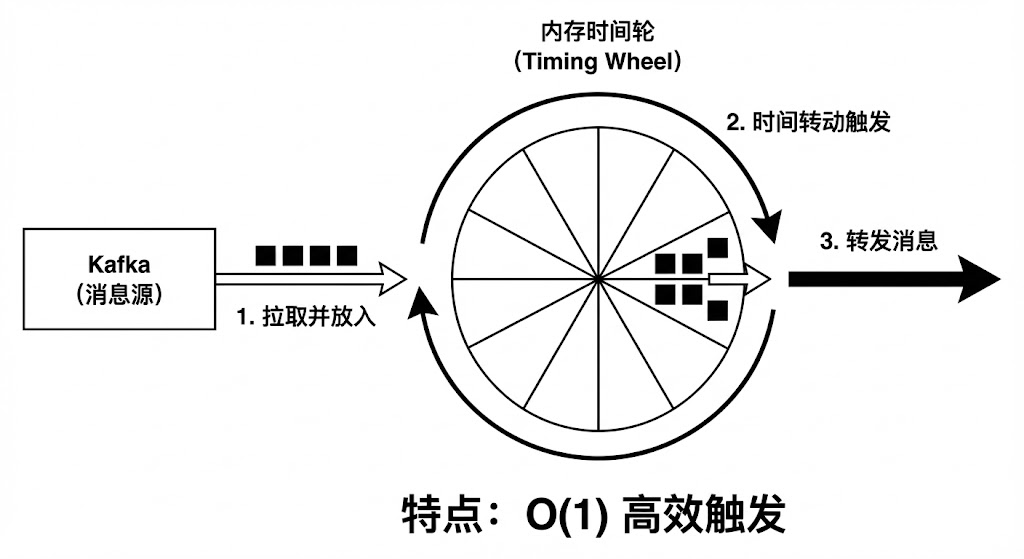 内存时间轮
（Timing Wheel）
2. 时间转动触发
Kafka
（消息源）
1. 拉取并放入
3. 转发消息
特点：O(1) 高效触发